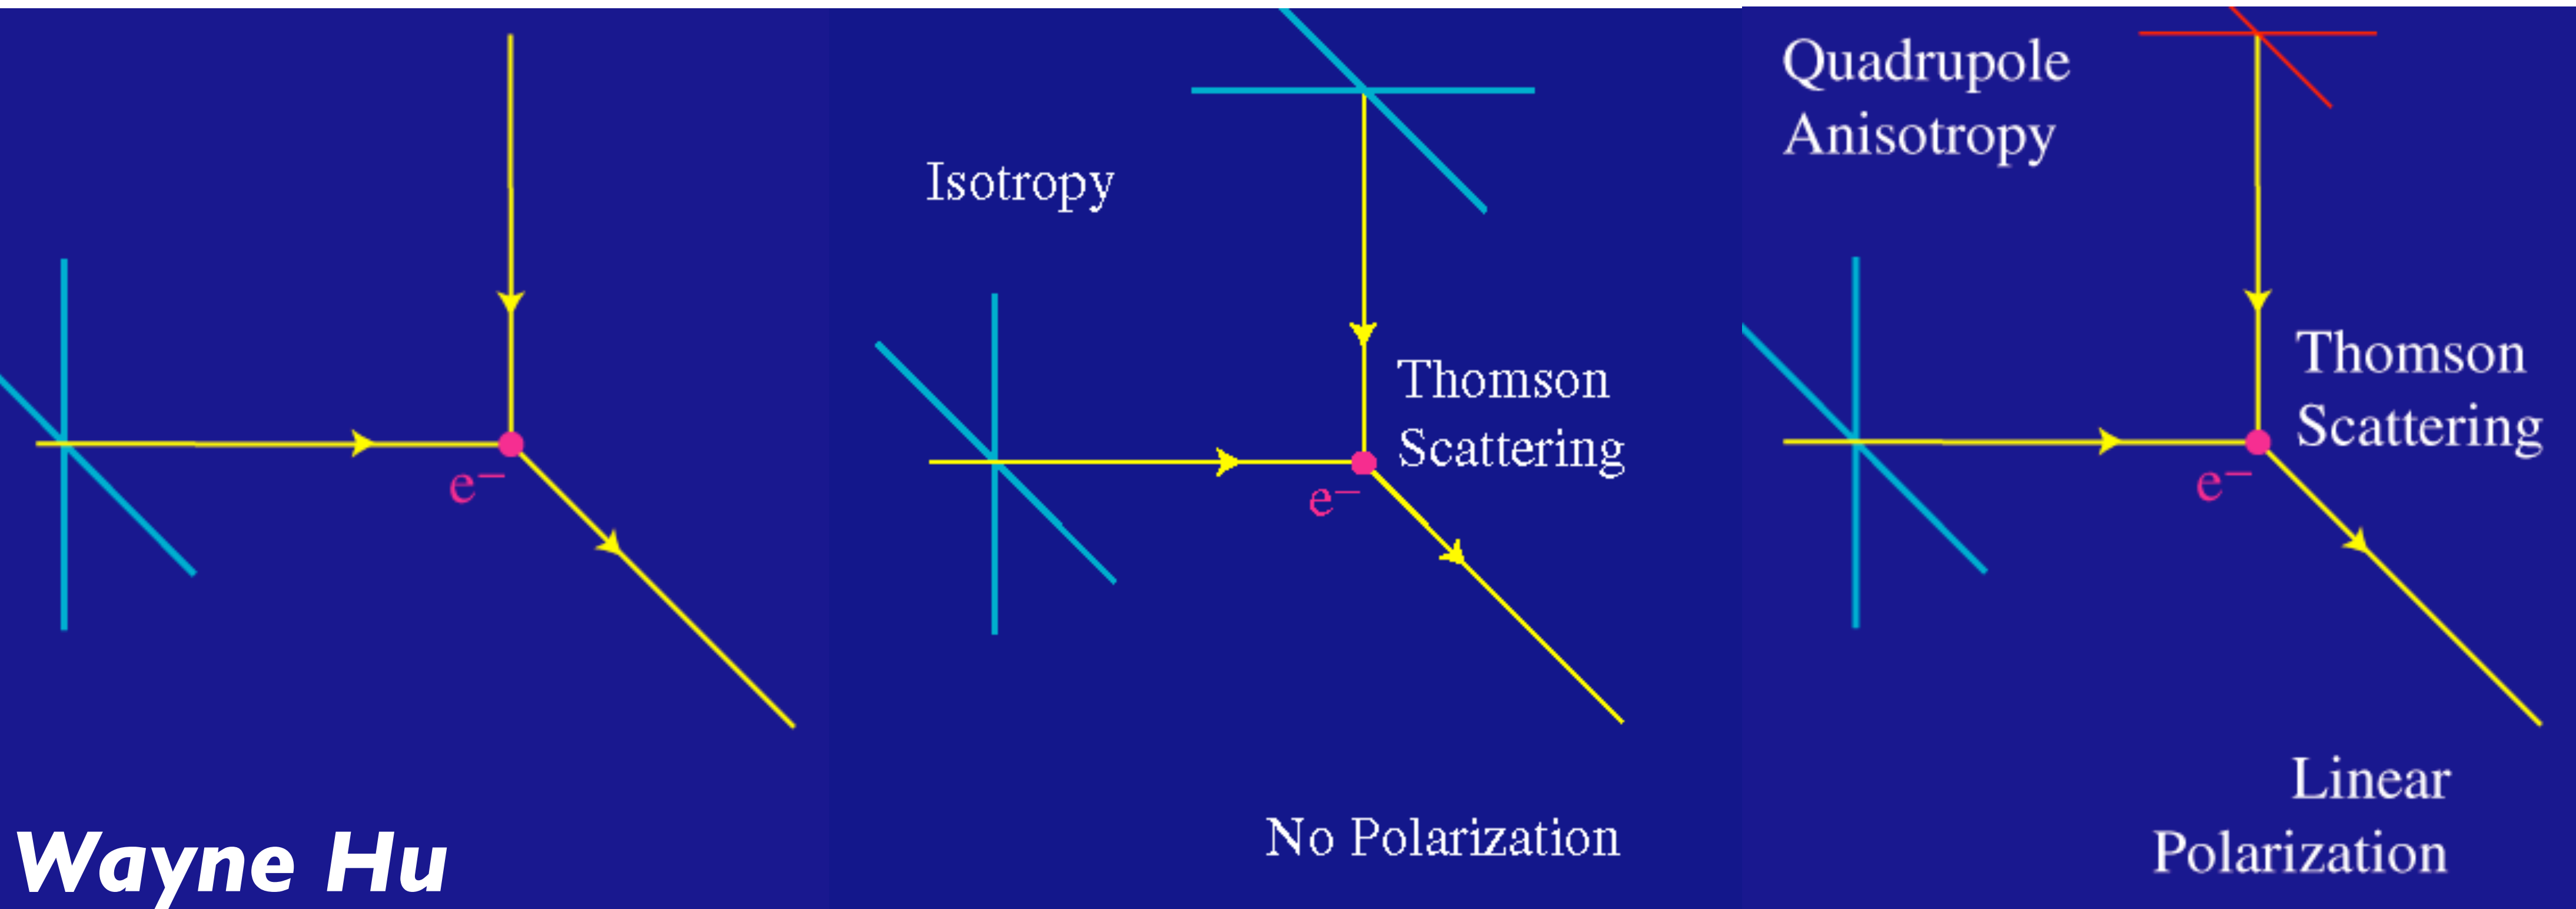 e−
Wayne Hu
Isotropy
Thomson
Scattering
e−
No Polarization
Quadrupole
Anisotropy
Thomson
Scattering
e−
Linear
Polarization